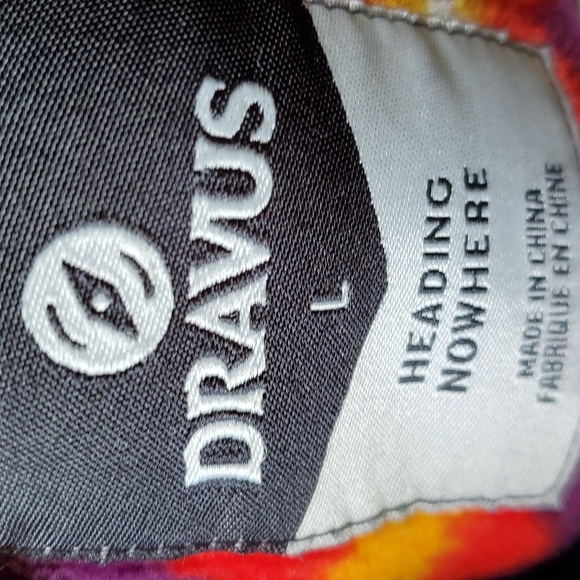 DRAVUS
L
HEADING
NOWHERE
MADE IN CHINA
FABRIQUE EN CHINE